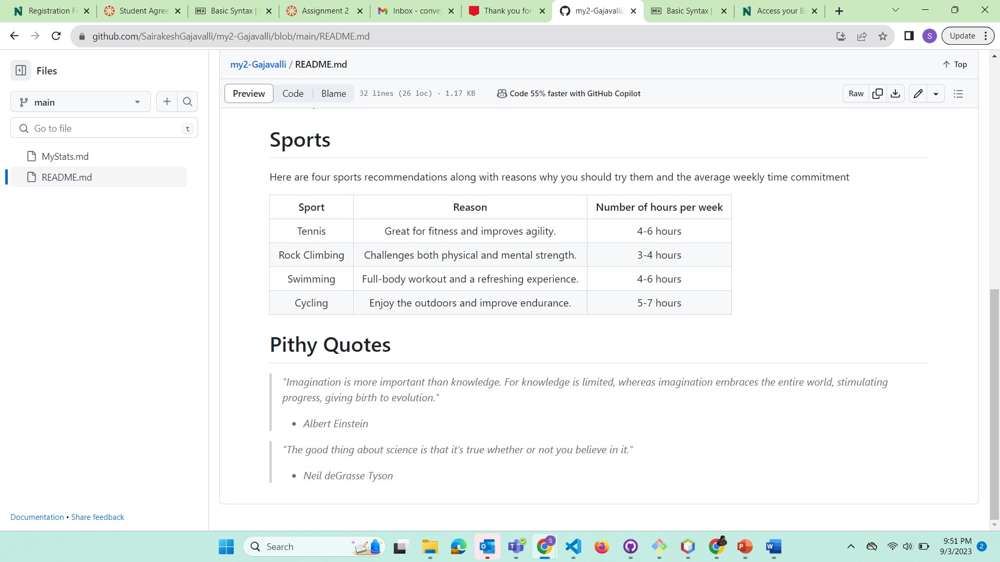 Registration Fe
Student Agree
Basic Syntax |
Assignment 2
Inbox - convey
Thank you for
my2-Gajavalli/
Basic Syntax |
Access your B
github.com/SairakeshGajavalli/my2-Gajavalli/blob/main/README.md
S
Update
Files
my2-Gajavalli / README.md
Top
main
Preview
Code
Blame
32 lines (26 loc) · 1.17 KB
Code 55% faster with GitHub Copilot
Raw
Go to file
t
MyStats.md
README.md
Sports
Here are four sports recommendations along with reasons why you should try them and the average weekly time commitment
Sport Reason Number of hours per week
Tennis Great for fitness and improves agility. 4-6 hours
Rock Climbing Challenges both physical and mental strength. 3-4 hours
Swimming Full-body workout and a refreshing experience. 4-6 hours
Cycling Enjoy the outdoors and improve endurance. 5-7 hours
Pithy Quotes
"Imagination is more important than knowledge. For knowledge is limited, whereas imagination embraces the entire world, stimulating
progress, giving birth to evolution."
• Albert Einstein
"The good thing about science is that it's true whether or not you believe in it."
• Neil deGrasse Tyson
Documentation • Share feedback
Search
9:51 PM
9/3/2023
2